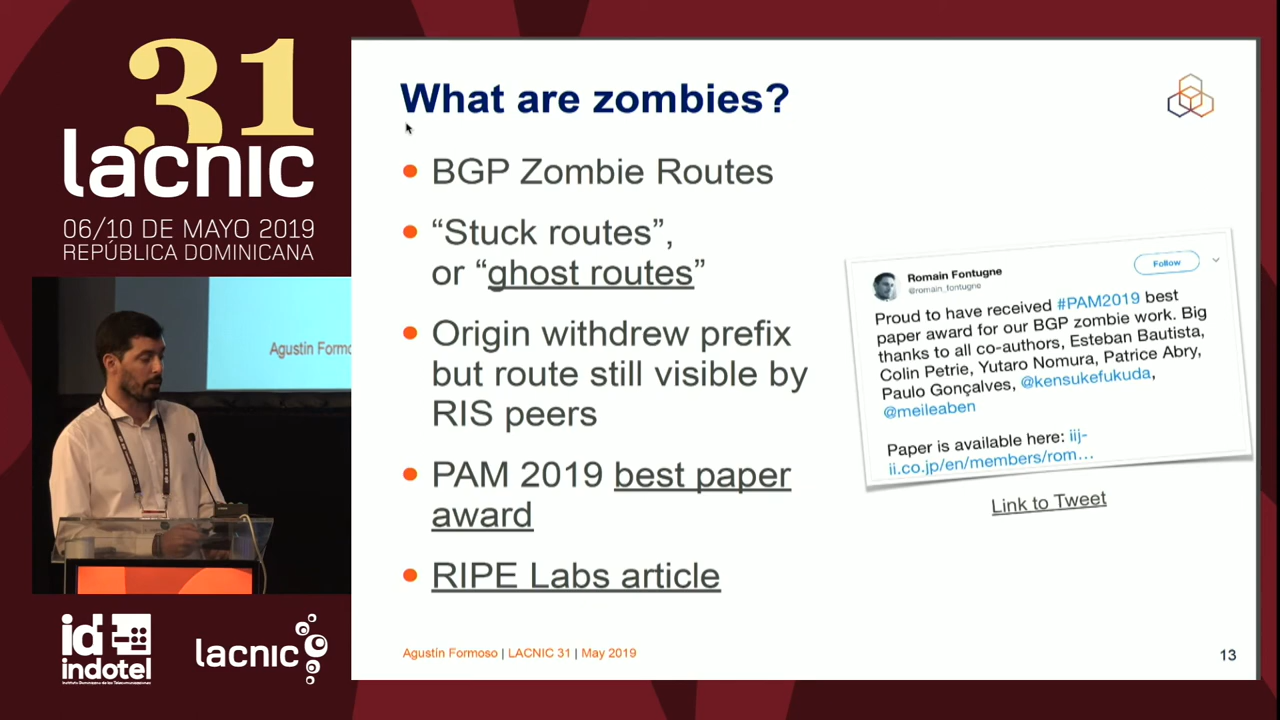 31
lacnic
06/10 DE MAYO 2019
REPÚBLICA DOMINICANA
Agustín Formo
id
indotel
lacnic
What are zombies?
BGP Zombie Routes
“Stuck routes”,
or “ghost routes”
Origin withdrew prefix
but route still visible by
RIS peers
PAM 2019 best paper
award
RIPE Labs article
Romain Fontugne
@romain_fontugne
Follow
Proud to have received #PAM2019 best
paper award for our BGP zombie work. Big
thanks to all co-authors, Esteban Bautista,
Colin Petrie, Yutaro Nomura, Patrice Abry,
Paulo Gonçalves, @kensukefukuda,
@meileaben
Paper is available here: iij-
ii.co.jp/en/members/rom…
Link to Tweet
Agustín Formoso | LACNIC 31 | May 2019
13